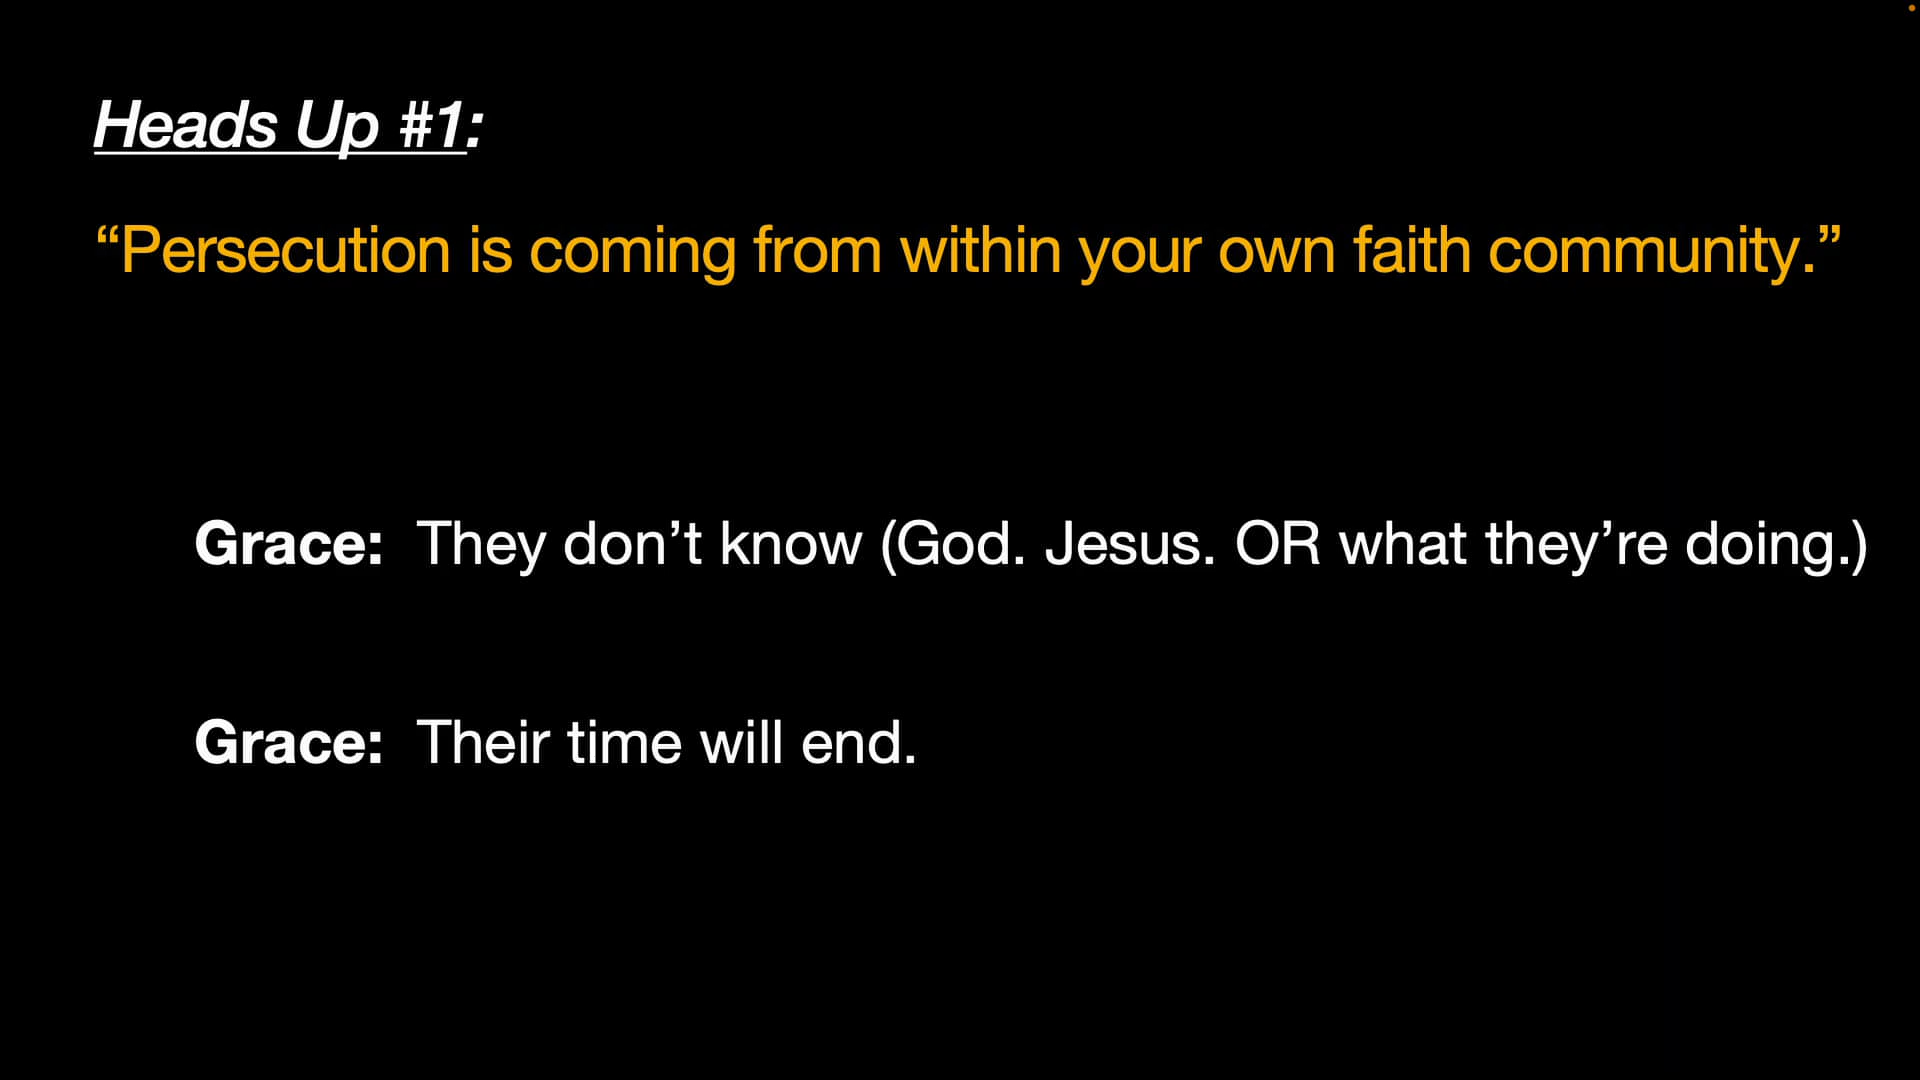 Heads Up #1:
“Persecution is coming from within your own faith community.”
Grace: They don’t know (God. Jesus. OR what they’re doing.)
Grace: Their time will end.